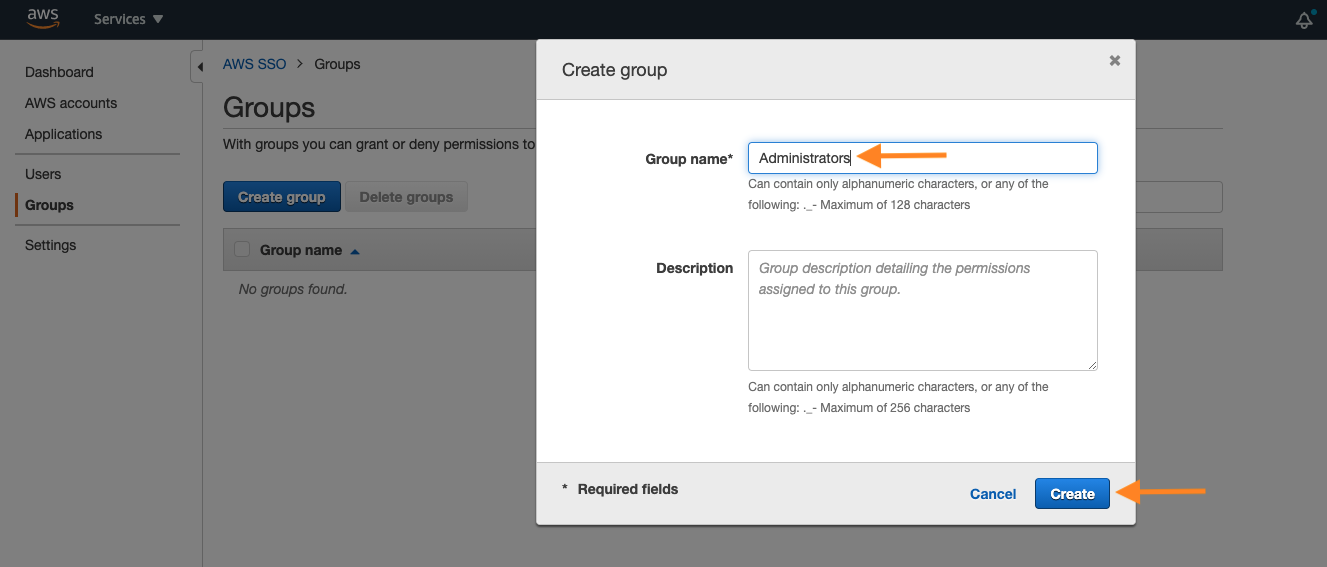 aws
Services
Dashboard
AWS accounts
Applications
Users
Groups
Settings
AWS SSO > Groups
Groups
With groups you can grant or deny permissions to
Create group
Delete groups
Group name
No groups found.
Create group
Group name*
Administrators
Can contain only alphanumeric characters, or any of the
following: ._- Maximum of 128 characters
Description
Group description detailing the permissions
assigned to this group.
Can contain only alphanumeric characters, or any of the
following: ._- Maximum of 256 characters
* Required fields
Cancel
Create